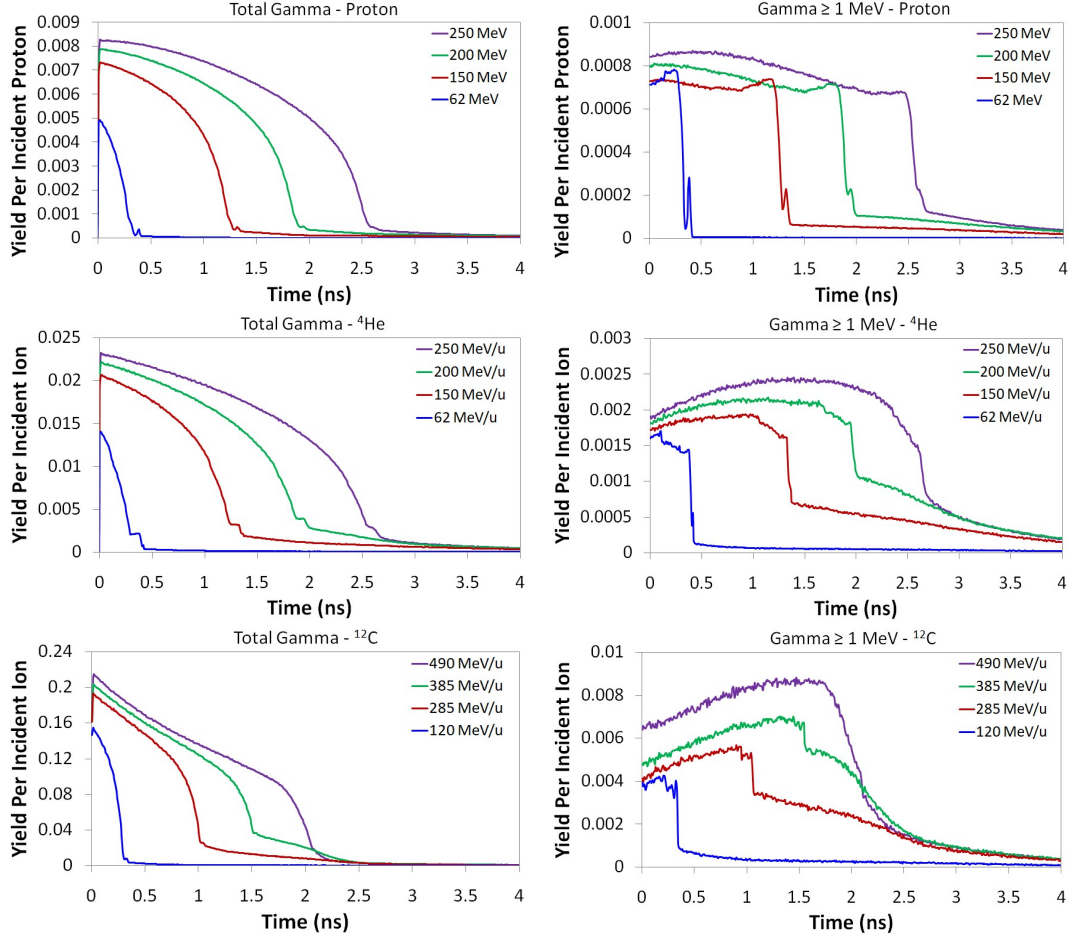 Total Gamma - Proton
Yield Per Incident Proton
0.009
0.008
0.007
0.006
0.005
0.004
0.003
0.002
0.001
0
250 MeV
200 MeV
150 MeV
62 MeV
0 0.5 1 1.5 2 2.5 3 3.5 4
Time (ns)
Gamma ≥ 1 MeV - Proton
Yield Per Incident Proton
0.001
0.0008
0.0006
0.0004
0.0002
0
250 MeV
200 MeV
150 MeV
62 MeV
0 0.5 1 1.5 2 2.5 3 3.5 4
Time (ns)
Total Gamma - ⁴He
Yield Per Incident Ion
0.025
0.02
0.015
0.01
0.005
0
250 MeV/u
200 MeV/u
150 MeV/u
62 MeV/u
0 0.5 1 1.5 2 2.5 3 3.5 4
Time (ns)
Gamma ≥ 1 MeV - ⁴He
Yield Per Incident Ion
0.003
0.0025
0.002
0.0015
0.001
0.0005
0
250 MeV/u
200 MeV/u
150 MeV/u
62 MeV/u
0 0.5 1 1.5 2 2.5 3 3.5 4
Time (ns)
Total Gamma - ¹²C
Yield Per Incident Ion
0.24
0.2
0.16
0.12
0.08
0.04
0
490 MeV/u
385 MeV/u
285 MeV/u
120 MeV/u
0 0.5 1 1.5 2 2.5 3 3.5 4
Time (ns)
Gamma ≥ 1 MeV - ¹²C
Yield Per Incident Ion
0.01
0.008
0.006
0.004
0.002
0
490 MeV/u
385 MeV/u
285 MeV/u
120 MeV/u
0 0.5 1 1.5 2 2.5 3 3.5 4
Time (ns)